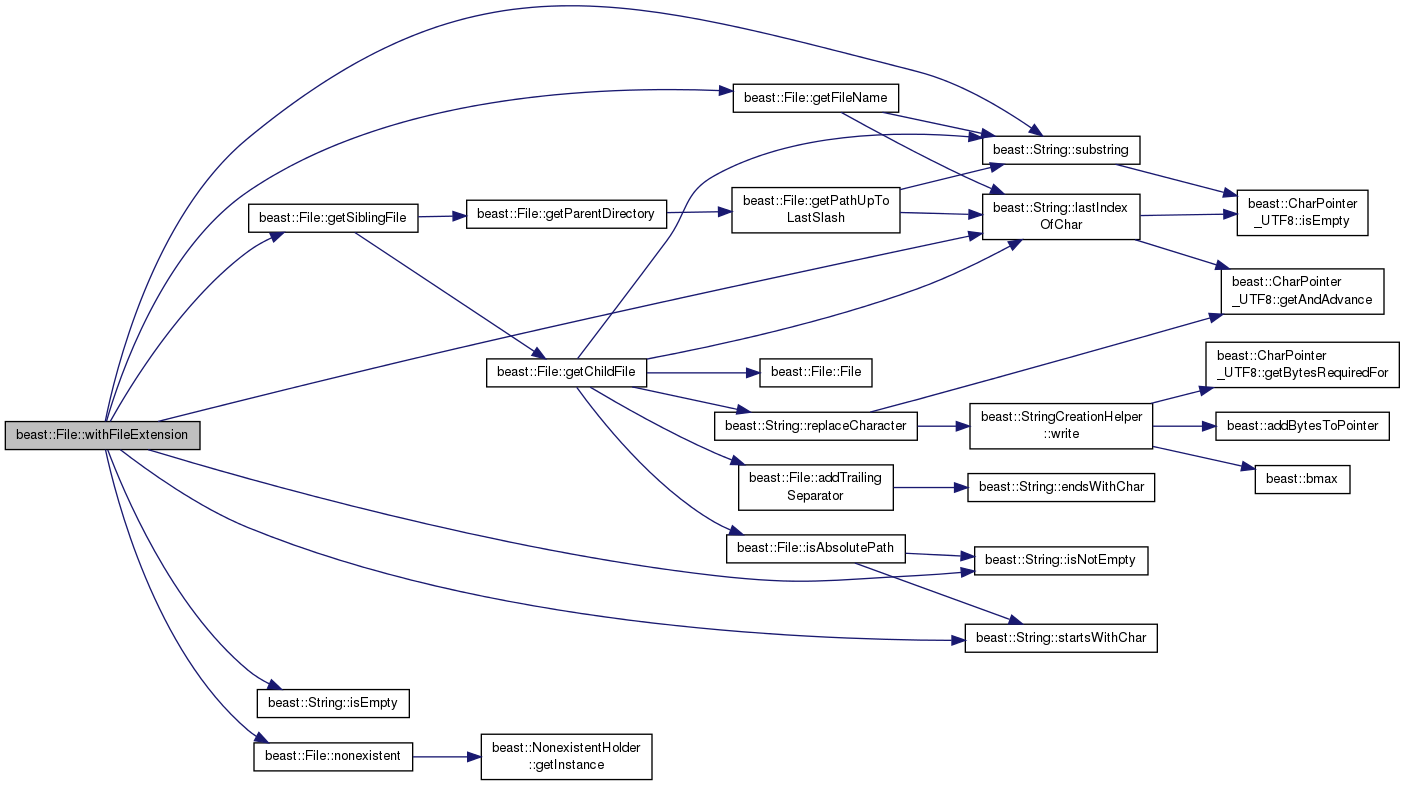 beast::File::withFileExtension
beast::File::getSiblingFile
beast::String::isEmpty
beast::File::nonexistent
beast::File::getParentDirectory
beast::File::getChildFile
beast::NonexistentHolder
::getInstance
beast::File::getFileName
beast::File::getPathUpTo
LastSlash
beast::File::File
beast::String::replaceCharacter
beast::File::addTrailing
Separator
beast::File::isAbsolutePath
beast::String::substring
beast::String::lastIndex
OfChar
beast::StringCreationHelper
::write
beast::String::endsWithChar
beast::String::isNotEmpty
beast::String::startsWithChar
beast::CharPointer
_UTF8::isEmpty
beast::CharPointer
_UTF8::getAndAdvance
beast::CharPointer
_UTF8::getBytesRequiredFor
beast::addBytesToPointer
beast::bmax